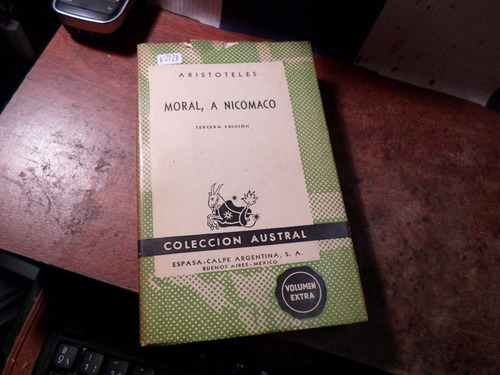 ARISTOTELES
MORAL, A NICOMACO
TERCERA EDICION
COLECCION AUSTRAL
ESPASA-CALPE ARGENTINA, S. A.
BUENOS AIRES-MEXICO
VOLUMEN
EXTRA